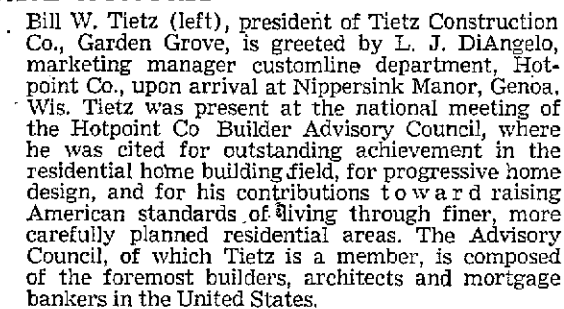 Bill W. Tietz (left), president of Tietz Construction
Co., Garden Grove, is greeted by L. J. DiAngelo,
marketing manager customline department, Hot-
point Co., upon arrival at Nippersink Manor, Genoa,
Wis. Tietz was present at the national meeting of
the Hotpoint Co Builder Advisory Council, where
he was cited for outstanding achievement in the
residential home building field, for progressive home
design, and for his contributions toward raising
American standards of living through finer, more
carefully planned residential areas. The Advisory
Council, of which Tietz is a member, is composed
of the foremost builders, architects and mortgage
bankers in the United States.